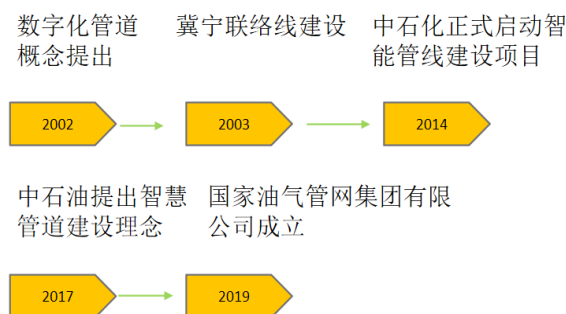 数字化管道 冀宁联络线建设 中石化正式启动智
概念提出 能管线建设项目
2002 2003 2014
中石油提出智慧 国家油气管网集团有限
管道建设理念 公司成立
2017 2019